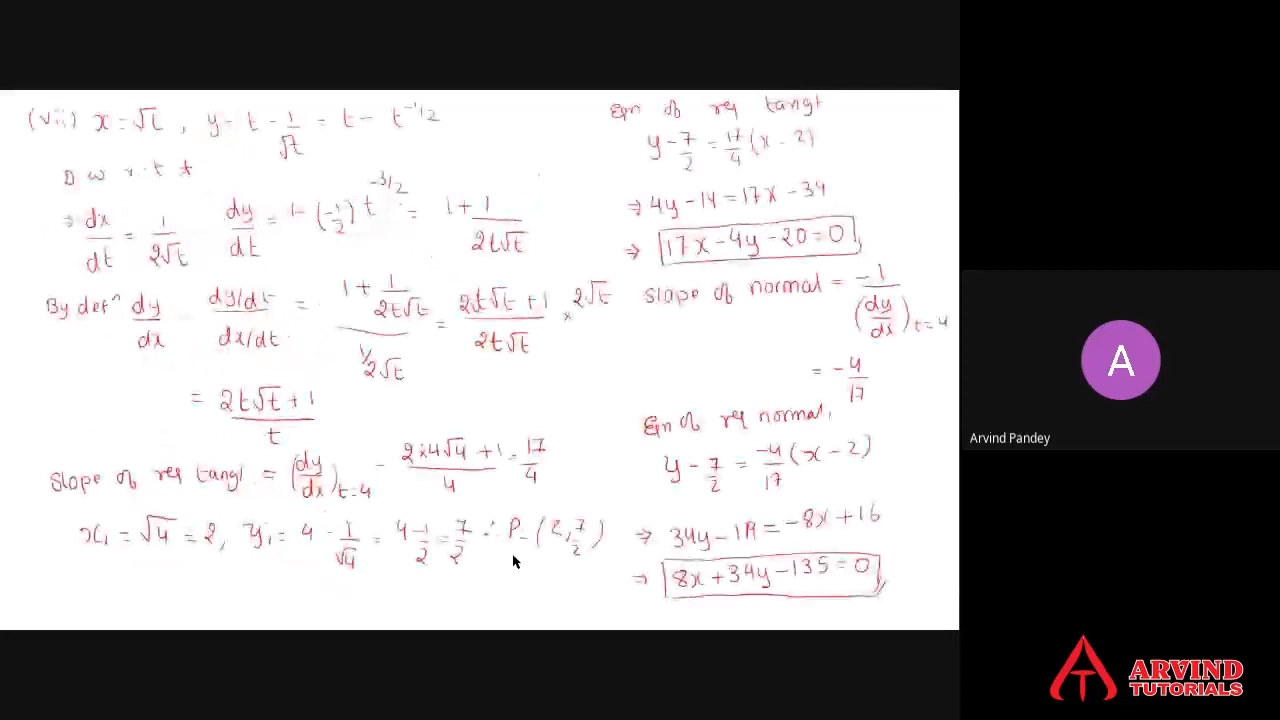 (viii) x = √t , y = t - 1/√t = t - t^(-1/2)
D w r t t
⇒ dx/dt = 1/(2√t) dy/dt = 1 - (-1/2) t^(-3/2) = 1 + 1/(2t√t)
By defⁿ dy/dx (dy/dt)/(dx/dt) = (1 + 1/(2t√t))/(1/2√t) = (2t√t + 1)/(2t√t) × 2√t
= (2t√t + 1)/t
Slope of req tangt = (dy/dx)_(t=4) - (2×4√4 + 1)/4 = 17/4
x₁ = √4 = 2, y₁ = 4 - 1/√4 = 4 - 1/2 = 7/2 ∴ P = (2, 7/2)
Eqn of req tangt
y - 7/2 = 17/4 (x - 2)
⇒ 4y - 14 = 17x - 34
⇒ 17x - 4y - 20 = 0
Slope of normal = -1/(dy/dx)_(t=4)
= -4/17
Eqn of req normal,
y - 7/2 = -4/17 (x - 2)
⇒ 34y - 119 = -8x + 16
⇒ 8x + 34y - 135 = 0
A
Arvind Pandey
ARVIND
TUTORIALS